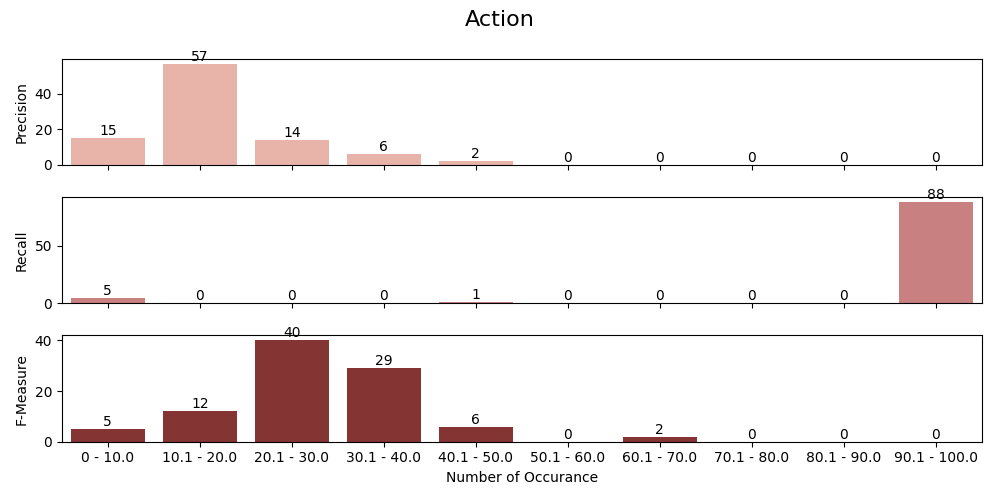 Action
Precision
40
20
0
15
57
14
6
2
0
0
0
0
0
Recall
50
0
5
0
0
0
1
0
0
0
0
88
F-Measure
40
20
0
5
12
40
29
6
0
2
0
0
0
0 - 10.0
10.1 - 20.0
20.1 - 30.0
30.1 - 40.0
40.1 - 50.0
50.1 - 60.0
60.1 - 70.0
70.1 - 80.0
80.1 - 90.0
90.1 - 100.0
Number of Occurance